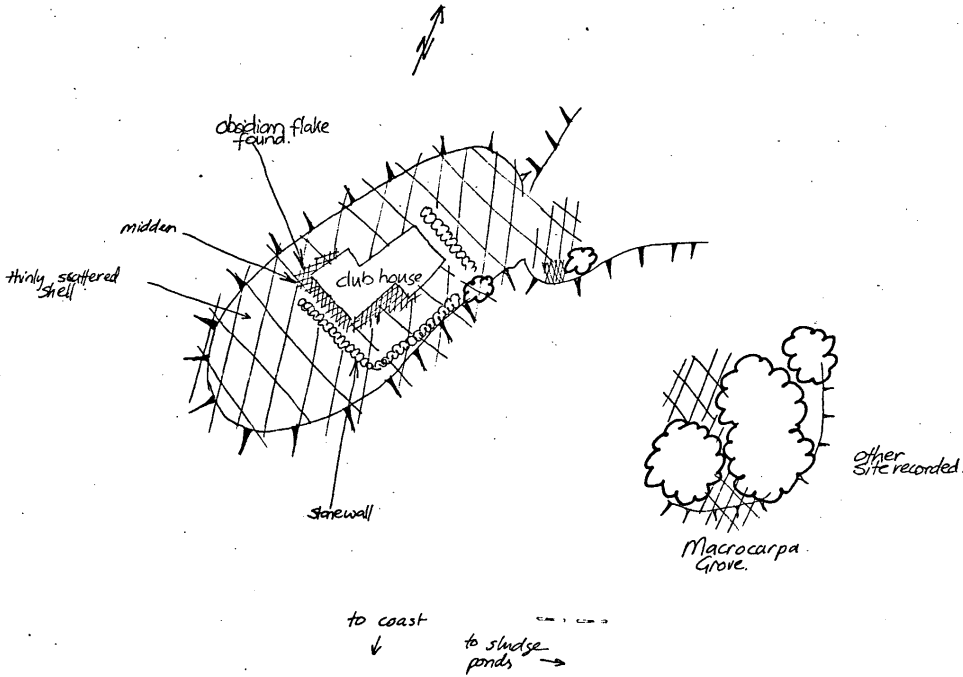 N
obsidian flake
found.
midden
thinly scattered
shell
club house
stonewall
other
site recorded.
Macrocarpa
Grove.
to coast
to sludge
ponds